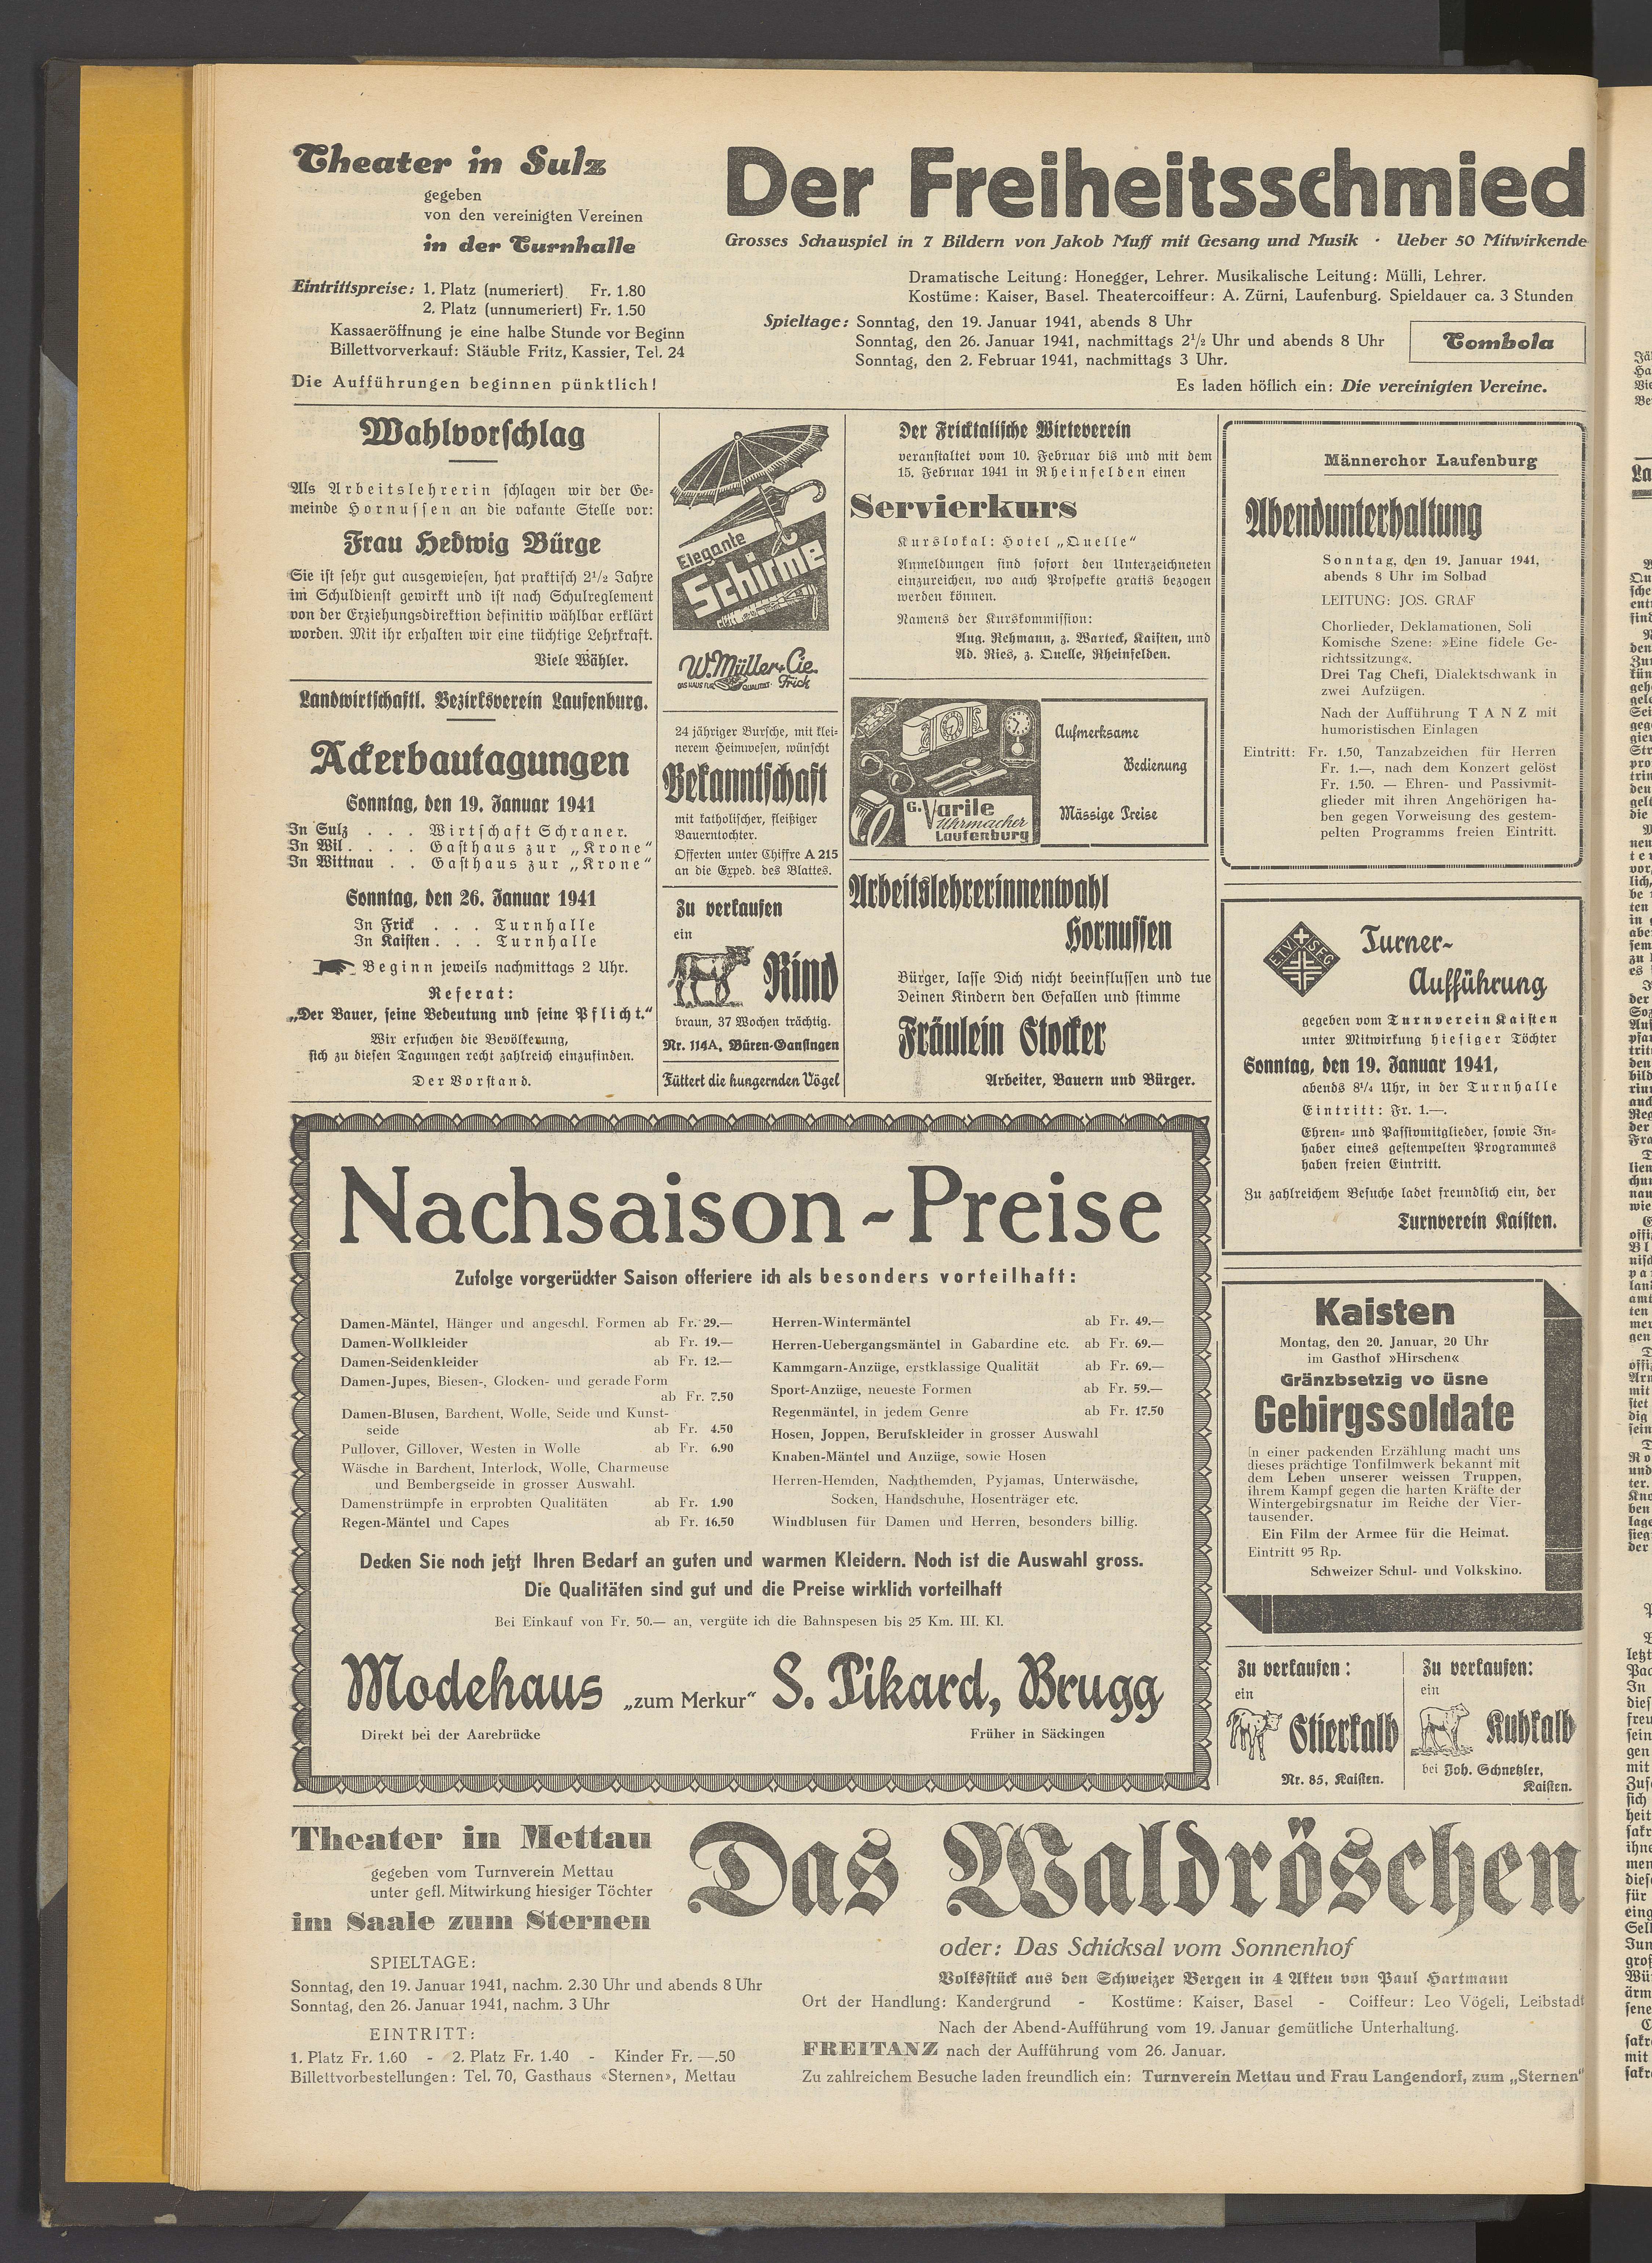 Theater in Sulz
gegeben
von den vereinigten Vereinen
in der Turnhalle
Eintrittspreise: 1. Platz (numeriert) Fr. 1.80
2. Platz (unnumeriert) Fr. 1.50
Kassaeröffnung je eine halbe Stunde vor Beginn
Billettvorverkauf: Stäuble Fritz, Kassier, Tel. 24
Die Aufführungen beginnen pünktlich!
Der Freiheitsschmied
Grosses Schauspiel in 7 Bildern von Jakob Muff mit Gesang und Musik · Ueber 50 Mitwirkende
Dramatische Leitung: Honegger, Lehrer. Musikalische Leitung: Mülli, Lehrer.
Kostüme: Kaiser, Basel. Theatercoiffeur: A. Zürni, Laufenburg. Spieldauer ca. 3 Stunden
Spieltage: Sonntag, den 19. Januar 1941, abends 8 Uhr
Sonntag, den 26. Januar 1941, nachmittags 2½ Uhr und abends 8 Uhr
Sonntag, den 2. Februar 1941, nachmittags 3 Uhr.
Tombola
Es laden höflich ein: Die vereinigten Vereine.
Wahlvorschlag
Als Arbeitslehrerin schlagen wir der Ge-
meinde Hornussen an die vakante Stelle vor:
Frau Hedwig Bürge
Sie ist sehr gut ausgewiesen, hat praktisch 2½ Jahre
im Schuldienst gewirkt und ist nach Schulreglement
von der Erziehungsdirektion definitiv wählbar erklärt
worden. Mit ihr erhalten wir eine tüchtige Lehrkraft.
Viele Wähler.
Landwirtschaftl. Bezirksverein Laufenburg.
Ackerbautagungen
Sonntag, den 19. Januar 1941
In Sulz . . . Wirtschaft Schraner.
In Wil . . . . Gasthaus zur „Krone“
In Wittnau . . Gasthaus zur „Krone“
Sonntag, den 26. Januar 1941
In Frick . . . Turnhalle
In Kaisten . . . Turnhalle
Beginn jeweils nachmittags 2 Uhr.
Referat:
„Der Bauer, seine Bedeutung und seine Pflicht.“
Wir ersuchen die Bevölkerung,
sich zu diesen Tagungen recht zahlreich einzufinden.
Der Vorstand.
Elegante
Schirme
W. Müller & Cie.
DAS HAUS FÜR QUALITÄT Frick
24 jähriger Bursche, mit klei-
nerem Heimwesen, wünscht
Bekanntschaft
mit katholischer, fleißiger
Bauerntochter.
Offerten unter Chiffre A 215
an die Exped. des Blattes.
Zu verkaufen
ein
Rind
braun, 37 Wochen trächtig.
Nr. 114A, Büren-Gansingen
Füttert die hungernden Vögel
Der Fricktalische Wirteverein
veranstaltet vom 10. Februar bis und mit dem
15. Februar 1941 in Rheinfelden einen
Servierkurs
Kurslokal: Hotel „Quelle“
Anmeldungen sind sofort den Unterzeichneten
einzureichen, wo auch Prospekte gratis bezogen
werden können.
Namens der Kurskommission:
Aug. Rehmann, z. Warteck, Kaisten, und
Ad. Ries, z. Quelle, Rheinfelden.
G. Varile
Uhrmacher
Laufenburg
Aufmerksame
Bedienung
Mässige Preise
Arbeitslehrerinnenwahl
Hornussen
Bürger, lasse Dich nicht beeinflussen und tue
Deinen Kindern den Gefallen und stimme
Fräulein Stocker
Arbeiter, Bauern und Bürger.
Männerchor Laufenburg
Abendunterhaltung
Sonntag, den 19. Januar 1941,
abends 8 Uhr im Solbad
LEITUNG: JOS. GRAF
Chorlieder, Deklamationen, Soli
Komische Szene: »Eine fidele Ge-
richtssitzung«.
Drei Tag Chefi, Dialektschwank in
zwei Aufzügen.
Nach der Aufführung TANZ mit
humoristischen Einlagen
Eintritt: Fr. 1.50, Tanzabzeichen für Herren
Fr. 1.—, nach dem Konzert gelöst
Fr. 1.50. — Ehren- und Passivmit-
glieder mit ihren Angehörigen ha-
ben gegen Vorweisung des gestem-
pelten Programms freien Eintritt.
E.T.V. S.F.G.
Turner-
Aufführung
gegeben vom Turnverein Kaisten
unter Mitwirkung hiesiger Töchter
Sonntag, den 19. Januar 1941,
abends 8¼ Uhr, in der Turnhalle
Eintritt: Fr. 1.—.
Ehren- und Passivmitglieder, sowie In-
haber eines gestempelten Programmes
haben freien Eintritt.
Zu zahlreichem Besuche ladet freundlich ein, der
Turnverein Kaisten.
Nachsaison-Preise
Zufolge vorgerückter Saison offeriere ich als besonders vorteilhaft:
Damen-Mäntel, Hänger und angeschl. Formen ab Fr. 29.—
Damen-Wollkleider ab Fr. 19.—
Damen-Seidenkleider ab Fr. 12.—
Damen-Jupes, Biesen-, Glocken- und gerade Form
ab Fr. 7.50
Damen-Blusen, Barchent, Wolle, Seide und Kunst-
seide ab Fr. 4.50
Pullover, Gillover, Westen in Wolle ab Fr. 6.90
Wäsche in Barchent, Interlock, Wolle, Charmeuse
und Bembergseide in grosser Auswahl.
Damenstrümpfe in erprobten Qualitäten ab Fr. 1.90
Regen-Mäntel und Capes ab Fr. 16.50
Herren-Wintermäntel ab Fr. 49.—
Herren-Uebergangsmäntel in Gabardine etc. ab Fr. 69.—
Kammgarn-Anzüge, erstklassige Qualität ab Fr. 69.—
Sport-Anzüge, neueste Formen ab Fr. 59.—
Regenmäntel, in jedem Genre ab Fr. 17.50
Hosen, Joppen, Berufskleider in grosser Auswahl
Knaben-Mäntel und Anzüge, sowie Hosen
Herren-Hemden, Nachthemden, Pyjamas, Unterwäsche,
Socken, Handschuhe, Hosenträger etc.
Windblusen für Damen und Herren, besonders billig.
Decken Sie noch jetzt Ihren Bedarf an guten und warmen Kleidern. Noch ist die Auswahl gross.
Die Qualitäten sind gut und die Preise wirklich vorteilhaft
Bei Einkauf von Fr. 50.— an, vergüte ich die Bahnspesen bis 25 Km. III. Kl.
Modehaus „zum Merkur“ S. Pikard, Brugg
Direkt bei der Aarebrücke Früher in Säckingen
Kaisten
Montag, den 20. Januar, 20 Uhr
im Gasthof »Hirschen«
Gränzbsetzig vo üsne
Gebirgssoldate
In einer packenden Erzählung macht uns
dieses prächtige Tonfilmwerk bekannt mit
dem Leben unserer weissen Truppen,
ihrem Kampf gegen die harten Kräfte der
Wintergebirgsnatur im Reiche der Vier-
tausender.
Ein Film der Armee für die Heimat.
Eintritt 95 Rp.
Schweizer Schul- und Volkskino.
Zu verkaufen:
ein
Stierkalb
Nr. 85, Kaisten.
Zu verkaufen:
ein
Kuhkalb
bei Joh. Schnetzler,
Kaisten.
Theater in Mettau
gegeben vom Turnverein Mettau
unter gefl. Mitwirkung hiesiger Töchter
im Saale zum Sternen
SPIELTAGE:
Sonntag, den 19. Januar 1941, nachm. 2.30 Uhr und abends 8 Uhr
Sonntag, den 26. Januar 1941, nachm. 3 Uhr
EINTRITT:
1. Platz Fr. 1.60 - 2. Platz Fr. 1.40 - Kinder Fr. —.50
Billettvorbestellungen: Tel. 70, Gasthaus «Sternen», Mettau
Das Waldröschen
oder: Das Schicksal vom Sonnenhof
Volksstück aus den Schweizer Bergen in 4 Akten von Paul Hartmann
Ort der Handlung: Kandergrund - Kostüme: Kaiser, Basel - Coiffeur: Leo Vögeli, Leibstadt
Nach der Abend-Aufführung vom 19. Januar gemütliche Unterhaltung.
FREITANZ nach der Aufführung vom 26. Januar.
Zu zahlreichem Besuche laden freundlich ein: Turnverein Mettau und Frau Langendorf, zum „Sternen“